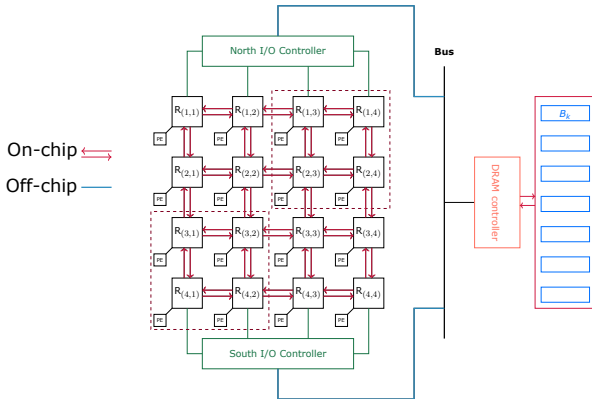 North I/O Controller
Bus
R(1,1) R(1,2) R(1,3) R(1,4)
PE PE PE PE
B_k
On-chip
Off-chip
R(2,1) R(2,2) R(2,3) R(2,4)
PE PE PE PE
DRAM controller
R(3,1) R(3,2) R(3,3) R(3,4)
PE PE PE PE
R(4,1) R(4,2) R(4,3) R(4,4)
PE PE PE PE
South I/O Controller